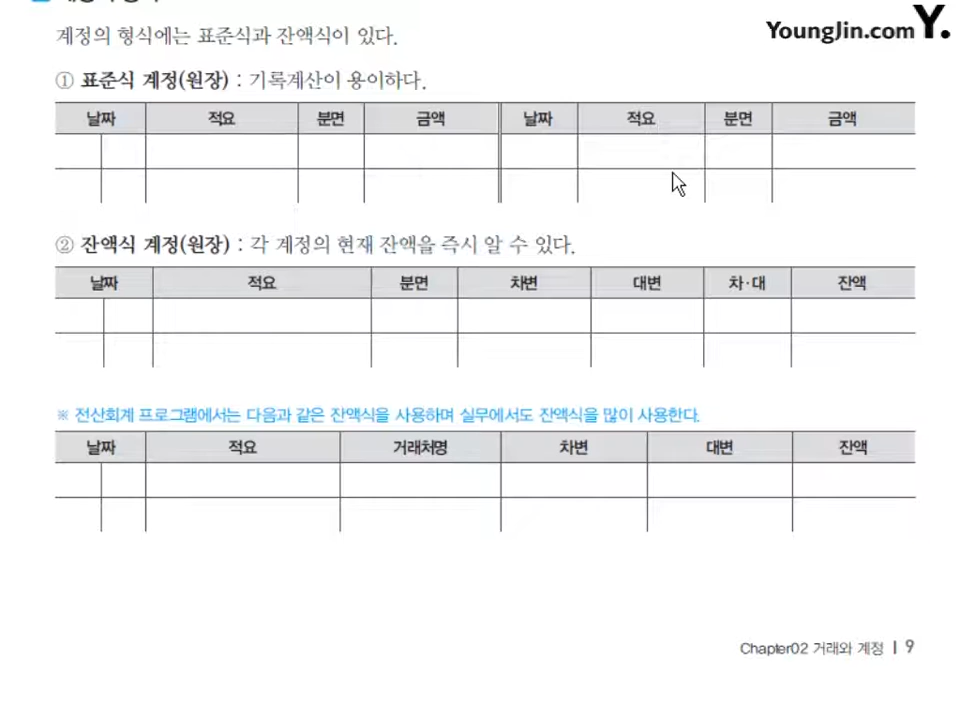 YoungJin.com Y.
계정의 형식에는 표준식과 잔액식이 있다.
① 표준식 계정(원장) : 기록계산이 용이하다.
날짜 적요 분면 금액 날짜 적요 분면 금액
② 잔액식 계정(원장) : 각 계정의 현재 잔액을 즉시 알 수 있다.
날짜 적요 분면 차변 대변 차·대 잔액
※ 전산회계 프로그램에서는 다음과 같은 잔액식을 사용하며 실무에서도 잔액식을 많이 사용한다.
날짜 적요 거래처명 차변 대변 잔액
Chapter02 거래와 계정 | 9